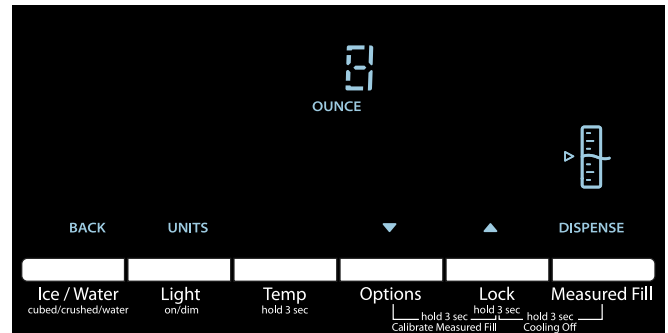 8
OUNCE
BACK UNITS ▼ ▲ DISPENSE
Ice / Water Light Temp Options Lock Measured Fill
cubed/crushed/water on/dim hold 3 sec hold 3 sec
hold 3 sec hold 3 sec
Calibrate Measured Fill Cooling Off